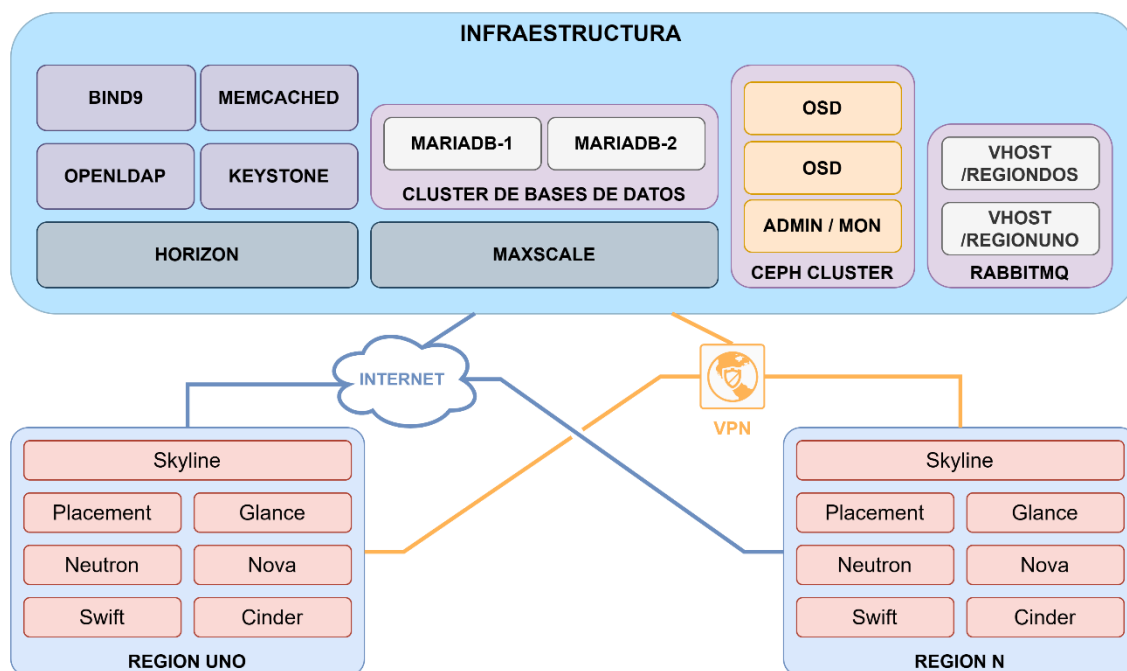 INFRAESTRUCTURA
BIND9
MEMCACHED
OPENLDAP
KEYSTONE
HORIZON
MARIADB-1
MARIADB-2
CLUSTER DE BASES DE DATOS
MAXSCALE
OSD
OSD
ADMIN / MON
CEPH CLUSTER
VHOST
/REGIONDOS
VHOST
/REGIONUNO
RABBITMQ
INTERNET
VPN
Skyline
Placement
Glance
Neutron
Nova
Swift
Cinder
REGION UNO
Skyline
Placement
Glance
Neutron
Nova
Swift
Cinder
REGION N